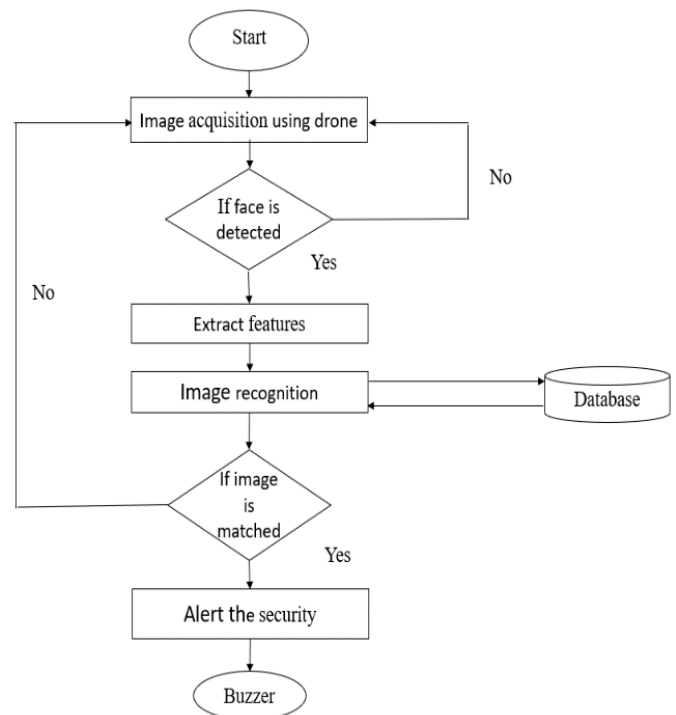 Start
Image acquisition using drone
No
If face is
detected
Yes
No
Extract features
Image recognition
Database
If image
is
matched
Yes
Alert the security
Buzzer